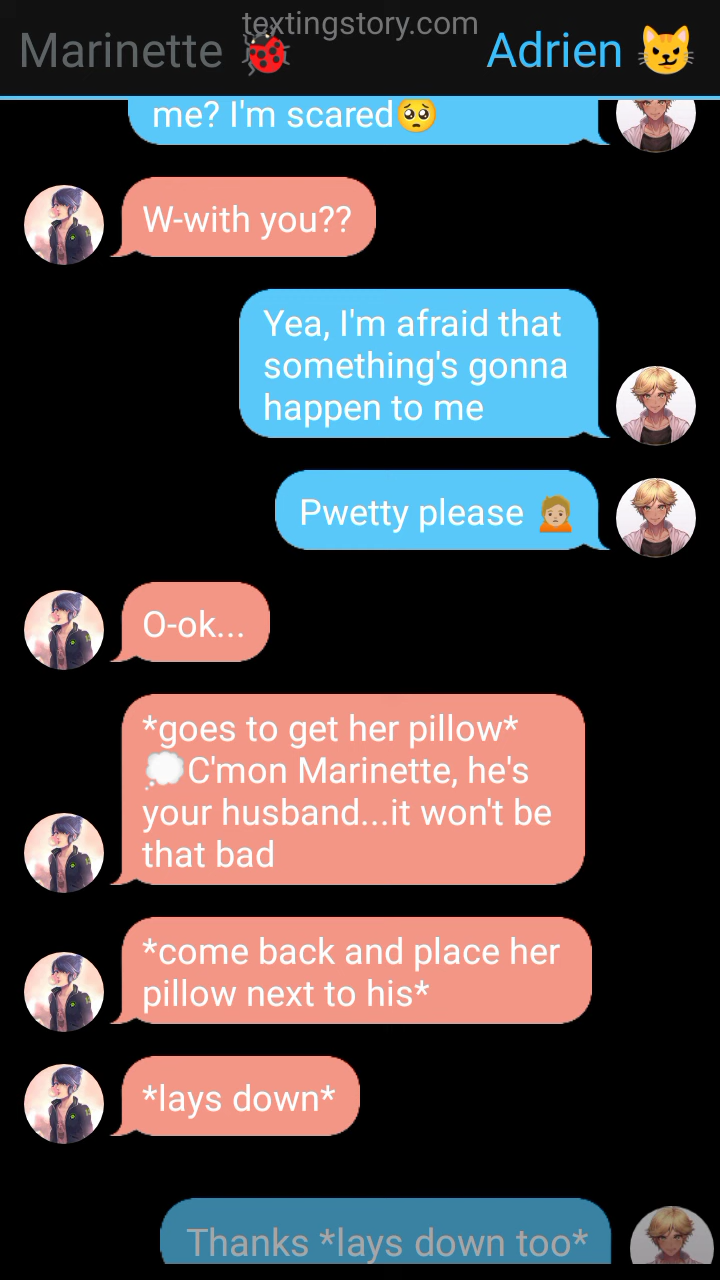 textingstory.com
Marinette 🐞
Adrien 😼
me? I'm scared🥺
W-with you??
Yea, I'm afraid that
something's gonna
happen to me
Pwetty please 🙍🏼
O-ok...
*goes to get her pillow*
💭C'mon Marinette, he's
your husband...it won't be
that bad
*come back and place her
pillow next to his*
*lays down*
Thanks *lays down too*